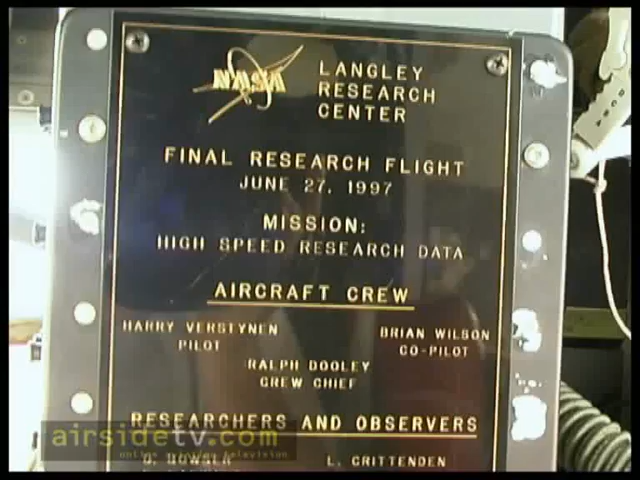 NASA
LANGLEY
RESEARCH
CENTER
FINAL RESEARCH FLIGHT
JUNE 27, 1997
MISSION:
HIGH SPEED RESEARCH DATA
AIRCRAFT CREW
HARRY VERSTYNEN BRIAN WILSON
PILOT CO-PILOT
RALPH DOOLEY
CREW CHIEF
RESEARCHERS AND OBSERVERS
airsidetv.com
L. CRITTENDEN